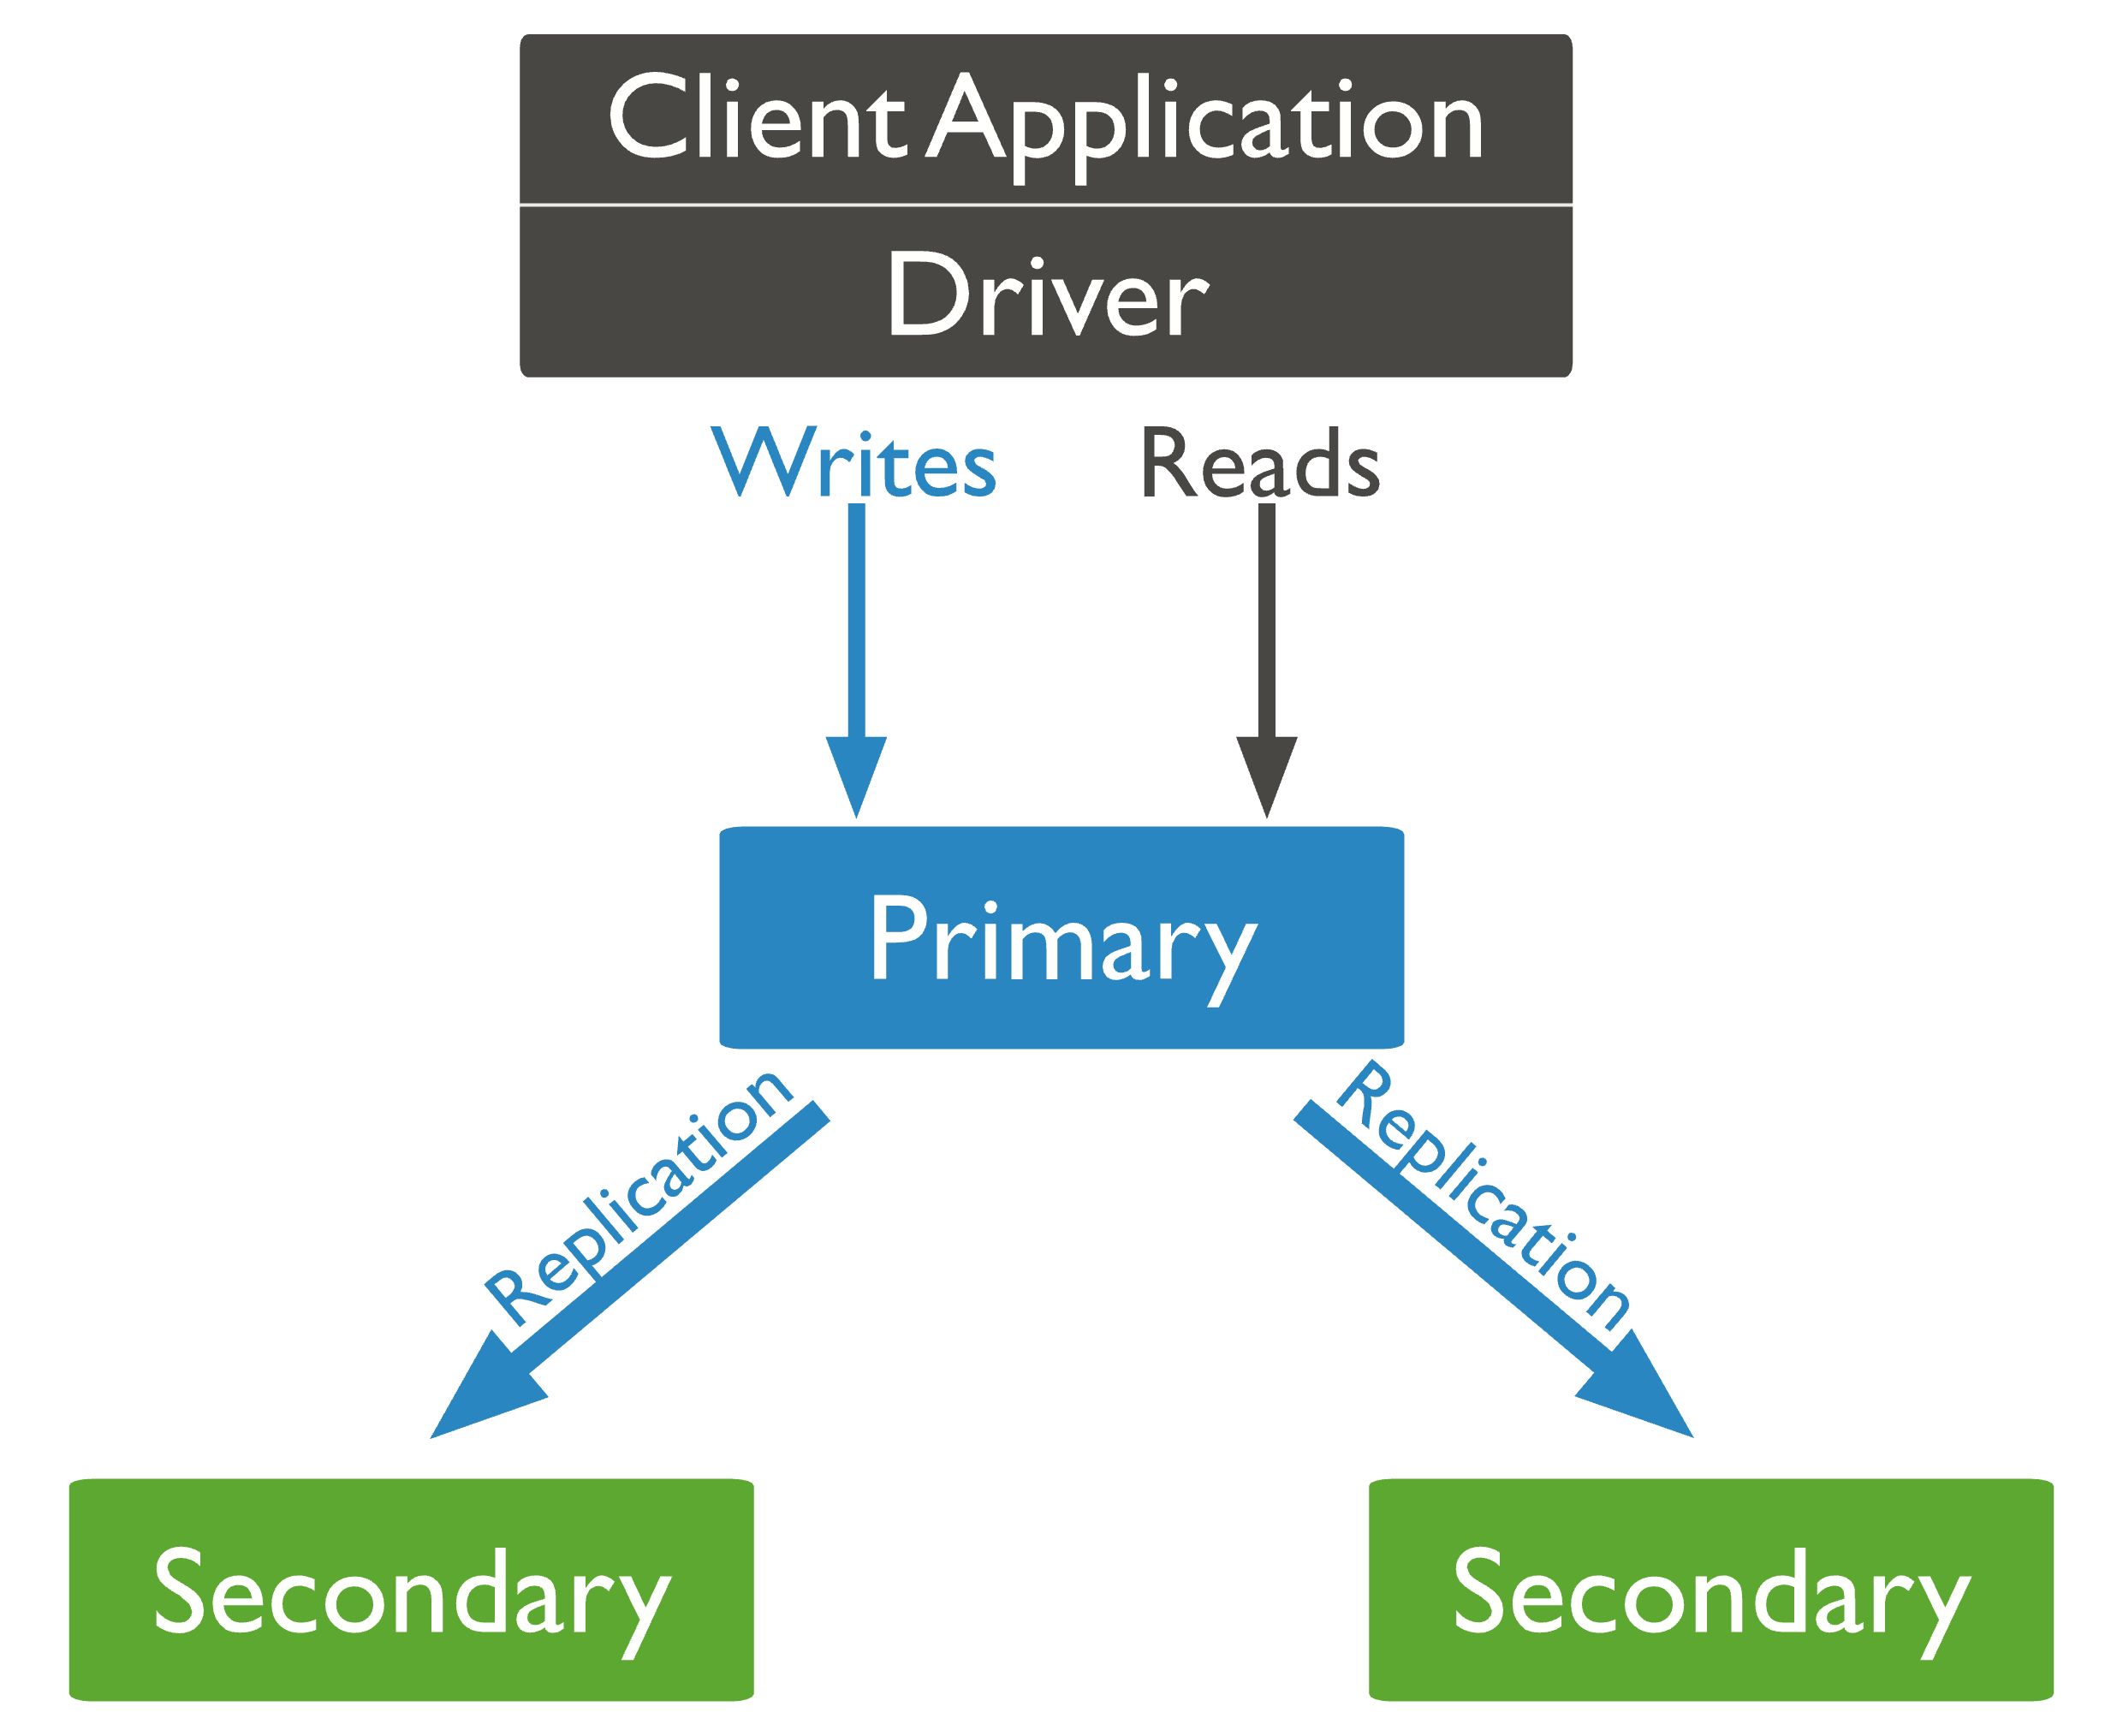 Client Application
Driver
Writes
Reads
Primary
Replication
Replication
Secondary
Secondary